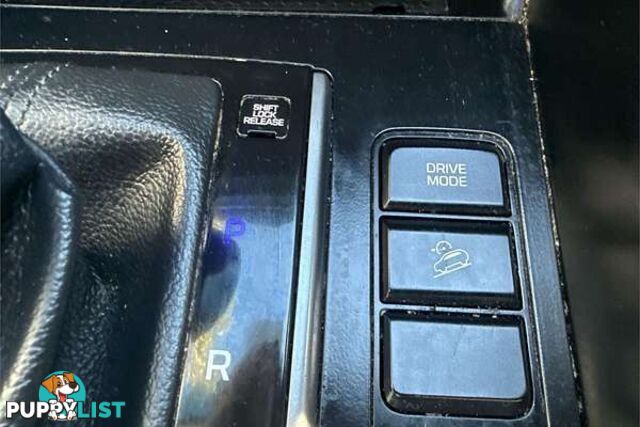 SHIFT
LOCK
RELEASE
DRIVE
MODE
P
R
PUPPYLIST